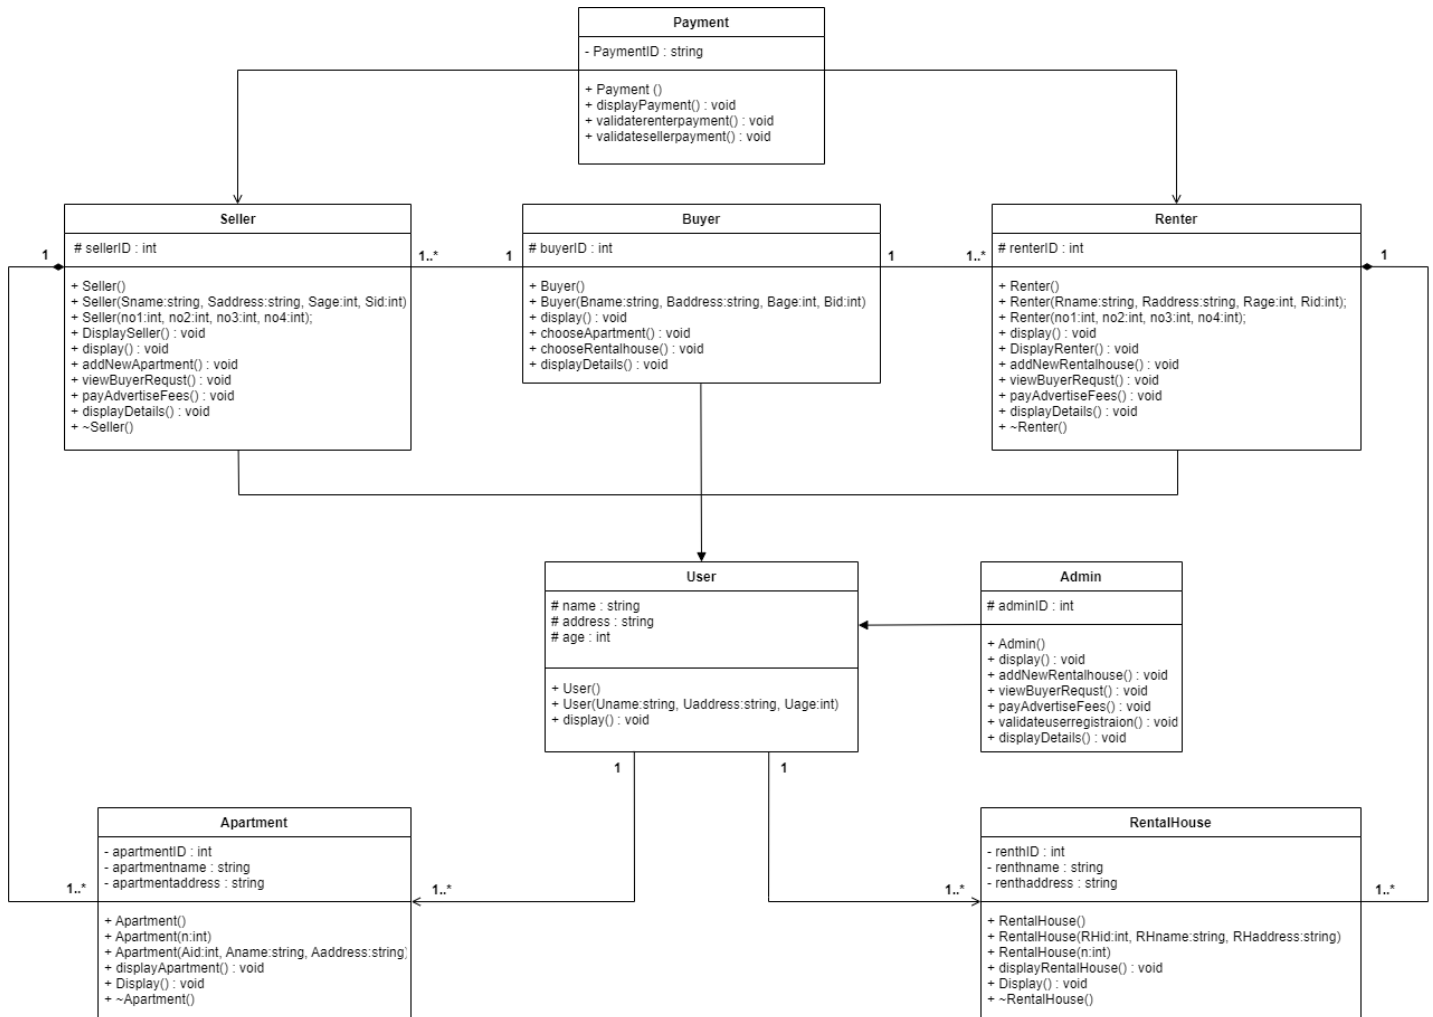 Payment
- PaymentID : string
+ Payment ()
+ displayPayment() : void
+ validaterenterpayment() : void
+ validatesellerpayment() : void
Seller
# sellerID : int
+ Seller()
+ Seller(Sname:string, Saddress:string, Sage:int, Sid:int)
+ Seller(no1:int, no2:int, no3:int, no4:int);
+ DisplaySeller() : void
+ display() : void
+ addNewApartment() : void
+ viewBuyerRequst() : void
+ payAdvertiseFees() : void
+ displayDetails() : void
+ ~Seller()
1
1..*
1
Buyer
# buyerID : int
+ Buyer()
+ Buyer(Bname:string, Baddress:string, Bage:int, Bid:int)
+ display() : void
+ chooseApartment() : void
+ chooseRentalhouse() : void
+ displayDetails() : void
1
1..*
Renter
# renterID : int
+ Renter()
+ Renter(Rname:string, Raddress:string, Rage:int, Rid:int);
+ Renter(no1:int, no2:int, no3:int, no4:int);
+ display() : void
+ DisplayRenter() : void
+ addNewRentalhouse() : void
+ viewBuyerRequst() : void
+ payAdvertiseFees() : void
+ displayDetails() : void
+ ~Renter()
1
User
# name : string
# address : string
# age : int
+ User()
+ User(Uname:string, Uaddress:string, Uage:int)
+ display() : void
1
1
Admin
# adminID : int
+ Admin()
+ display() : void
+ addNewRentalhouse() : void
+ viewBuyerRequst() : void
+ payAdvertiseFees() : void
+ validateuserregistraion() : void
+ displayDetails() : void
Apartment
- apartmentID : int
- apartmentname : string
- apartmentaddress : string
+ Apartment()
+ Apartment(n:int)
+ Apartment(Aid:int, Aname:string, Aaddress:string)
+ displayApartment() : void
+ Display() : void
+ ~Apartment()
1..*
1..*
1..*
RentalHouse
- renthID : int
- renthname : string
- renthaddress : string
+ RentalHouse()
+ RentalHouse(RHid:int, RHname:string, RHaddress:string)
+ RentalHouse(n:int)
+ displayRentalHouse() : void
+ Display() : void
+ ~RentalHouse()
1..*